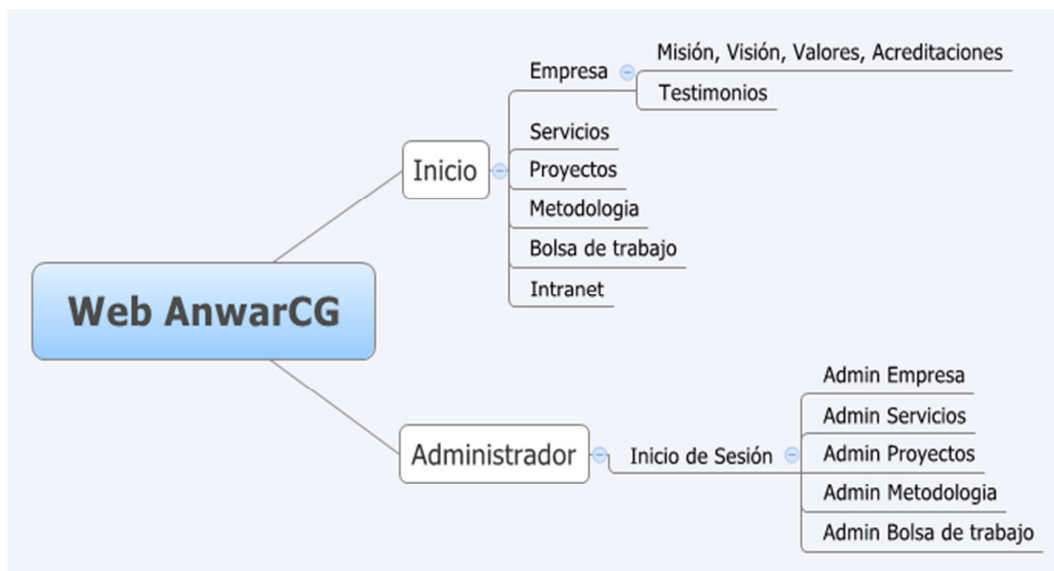 Web AnwarCG
Inicio
Empresa
Misión, Visión, Valores, Acreditaciones
Testimonios
Servicios
Proyectos
Metodologia
Bolsa de trabajo
Intranet
Administrador
Inicio de Sesión
Admin Empresa
Admin Servicios
Admin Proyectos
Admin Metodologia
Admin Bolsa de trabajo